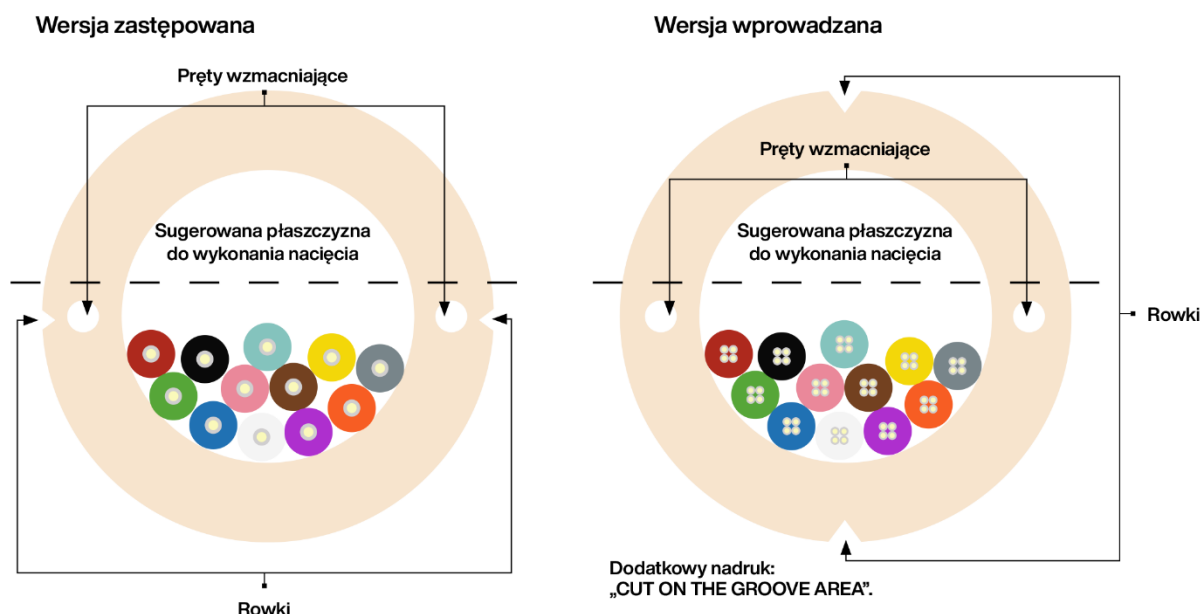 Wersja zastępowana
Pręty wzmacniające
Sugerowana płaszczyzna
do wykonania nacięcia
Rowki
Wersja wprowadzana
Pręty wzmacniające
Sugerowana płaszczyzna
do wykonania nacięcia
Rowki
Dodatkowy nadruk:
„CUT ON THE GROOVE AREA”.